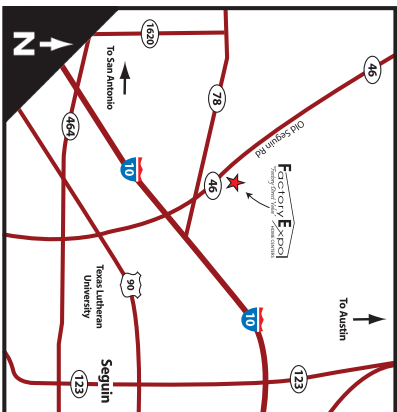 N
1620
To San Antonio
46
78
Old Seguin Rd
464
10
46
Factory Expo
"Factory Direct Value"
HOME CENTERS
90
Texas Lutheran
University
10
To Austin
Seguin
123
123